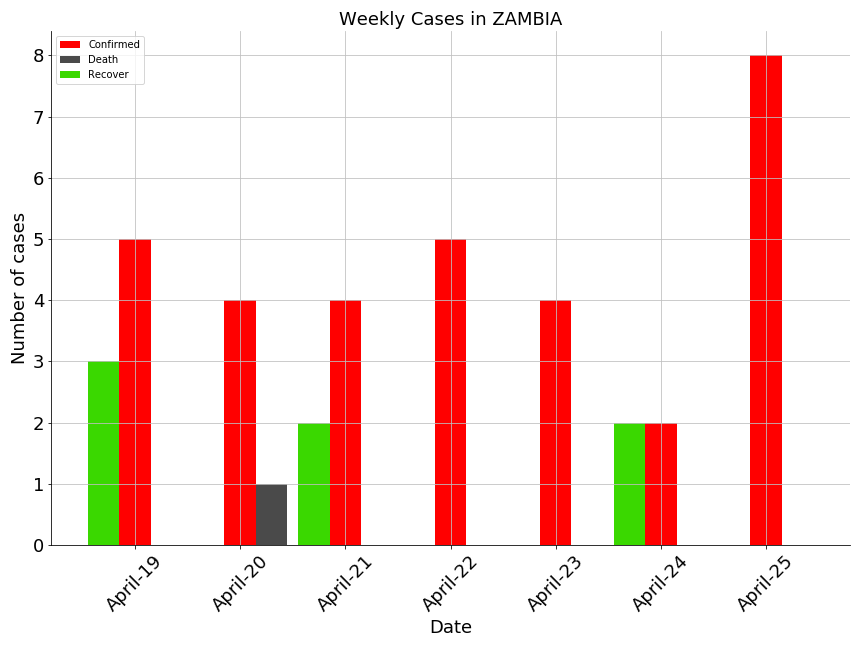 Weekly Cases in ZAMBIA
Confirmed
Death
Recover
8
7
6
5
4
3
2
1
0
Number of cases
April-19
April-20
April-21
April-22
April-23
April-24
April-25
Date